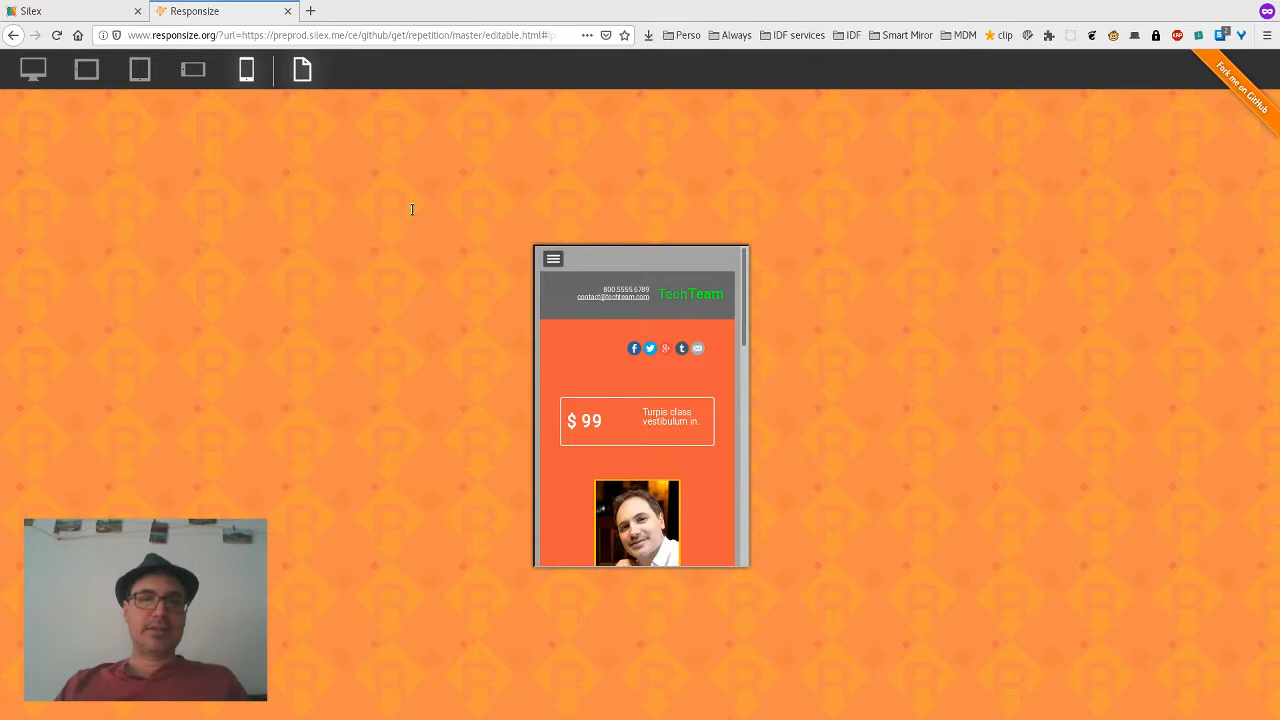 Silex
Responsize
www.responsize.org/?url=https://preprod.silex.me/ce/github/get/repetition/master/editable.html#!p
Perso
Always
IDF services
IDF
Smart Miror
MDM
clip
2
Fork me on GitHub
800.5555.6789
contact@techteam.com
TechTeam
$ 99
Turpis class
vestibulum in.